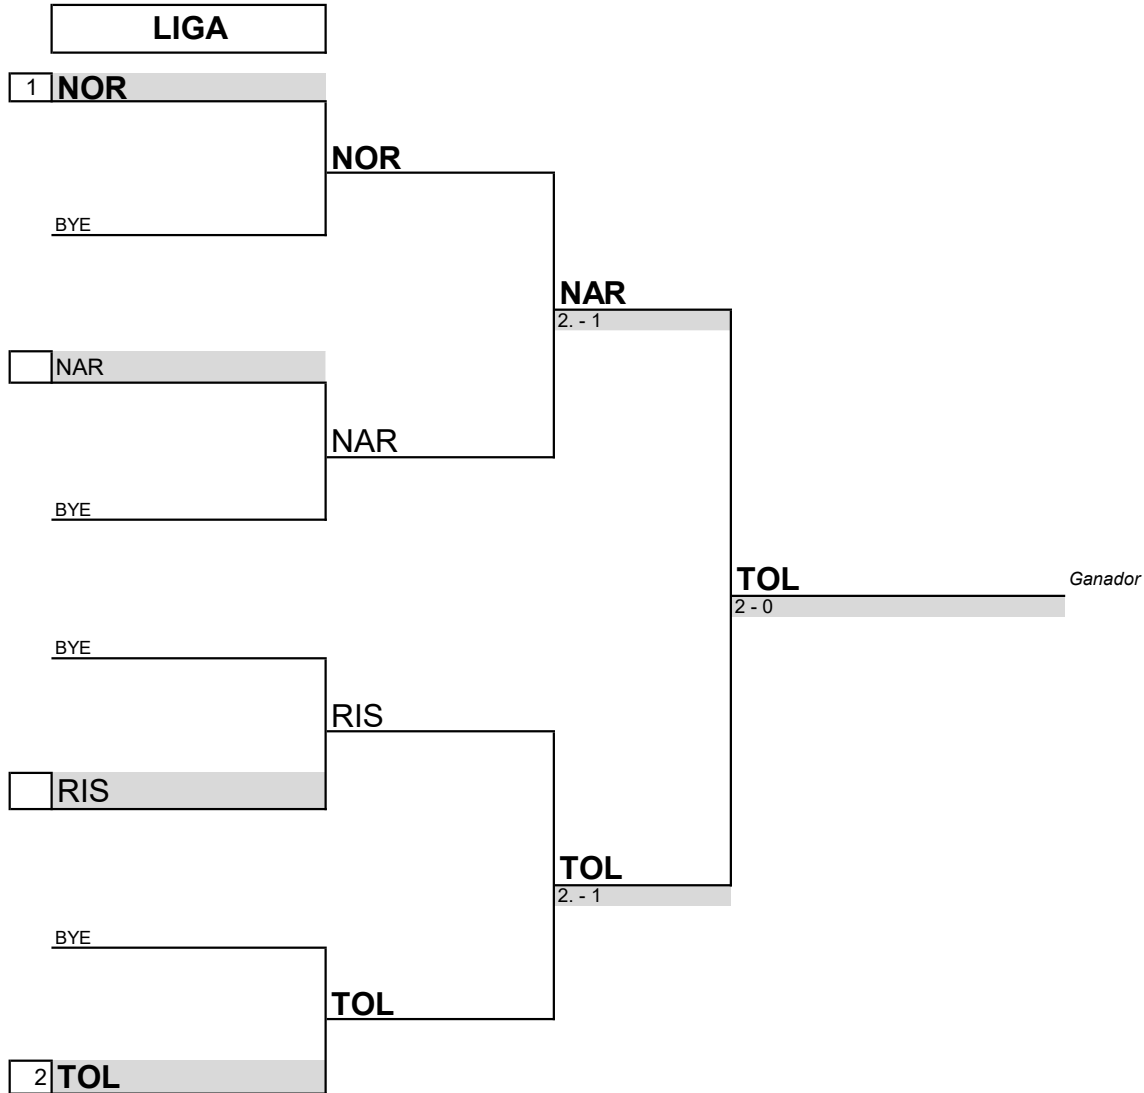 LIGA
1 NOR
NOR
BYE
NAR
2. - 1
NAR
NAR
BYE
TOL
Ganador
2 - 0
BYE
RIS
RIS
TOL
2. - 1
BYE
TOL
2 TOL